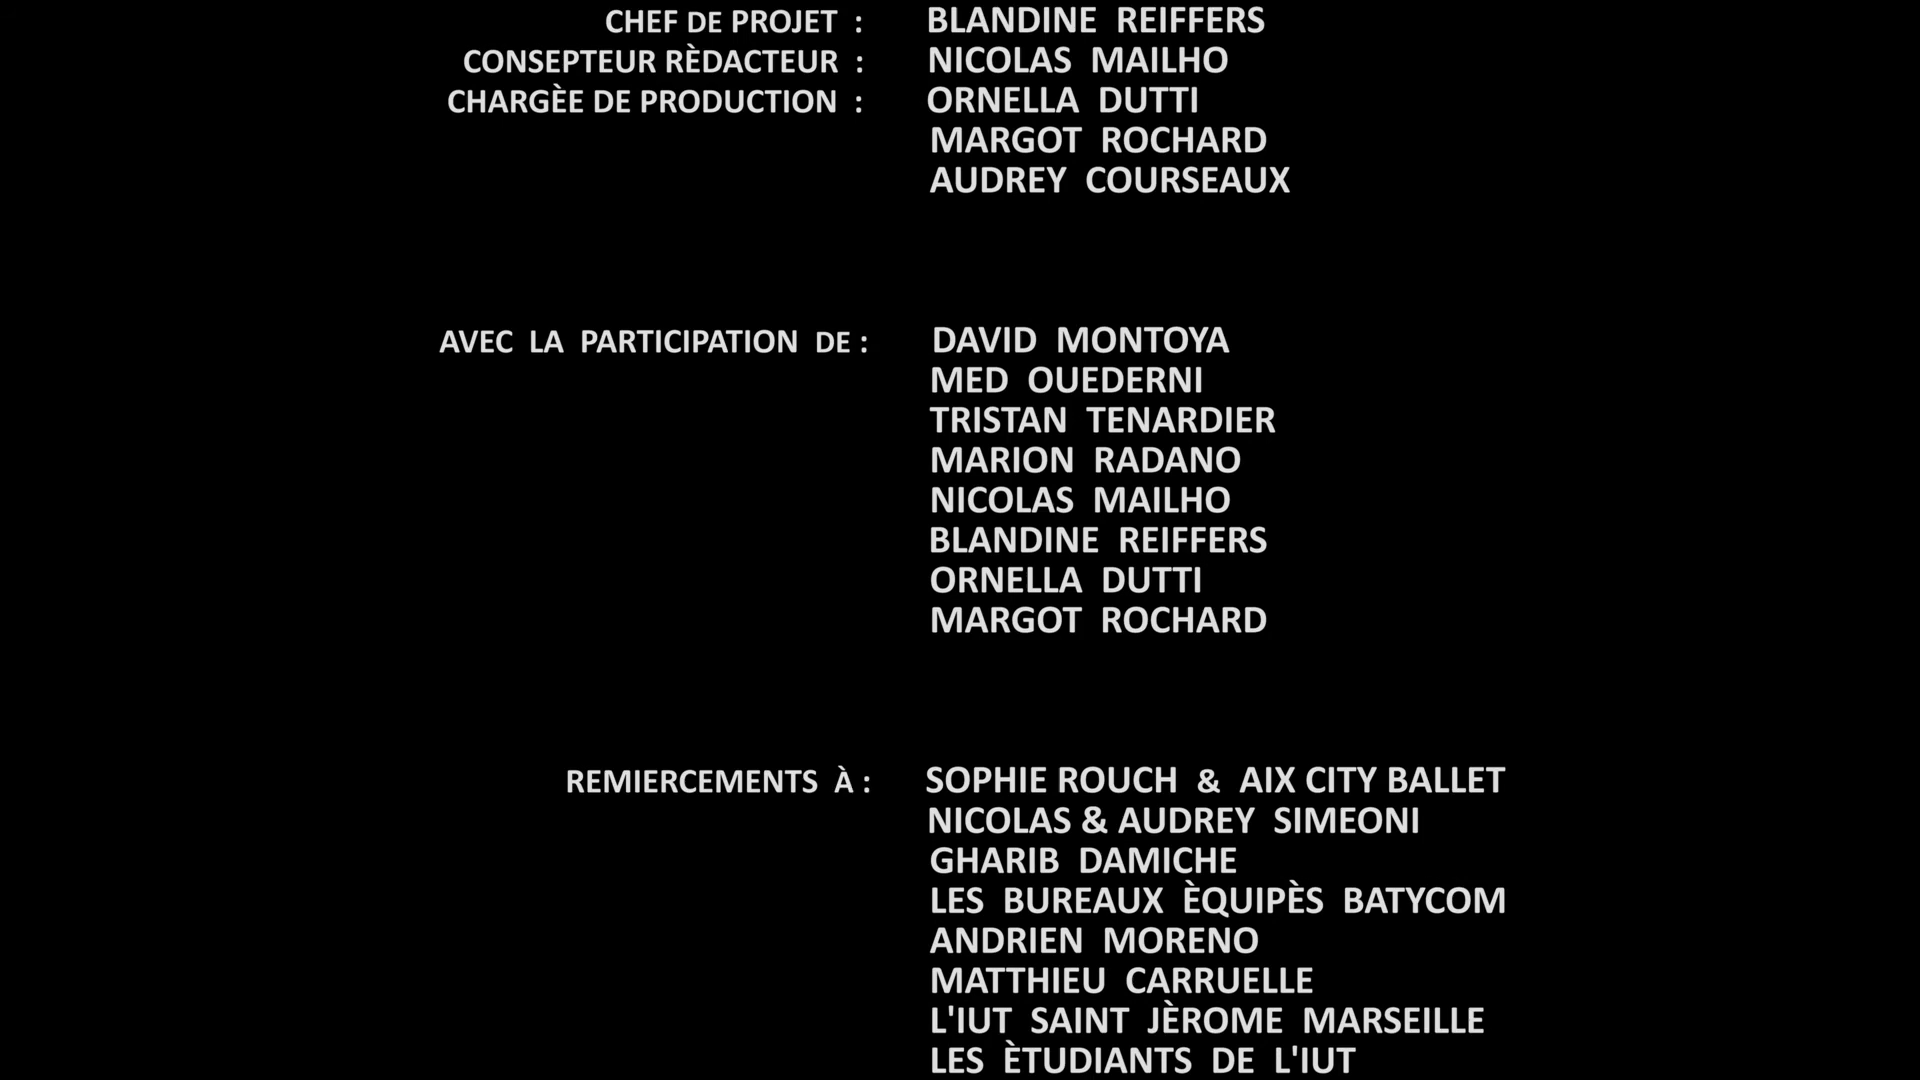 CHEF DE PROJET : BLANDINE REIFFERS
CONSEPTEUR RÈDACTEUR : NICOLAS MAILHO
CHARGÈE DE PRODUCTION : ORNELLA DUTTI
MARGOT ROCHARD
AUDREY COURSEAUX
AVEC LA PARTICIPATION DE : DAVID MONTOYA
MED OUEDERNI
TRISTAN TENARDIER
MARION RADANO
NICOLAS MAILHO
BLANDINE REIFFERS
ORNELLA DUTTI
MARGOT ROCHARD
REMIERCEMENTS À : SOPHIE ROUCH & AIX CITY BALLET
NICOLAS & AUDREY SIMEONI
GHARIB DAMICHE
LES BUREAUX ÈQUIPÈS BATYCOM
ANDRIEN MORENO
MATTHIEU CARRUELLE
L'IUT SAINT JÈROME MARSEILLE
LES ÈTUDIANTS DE L'IUT